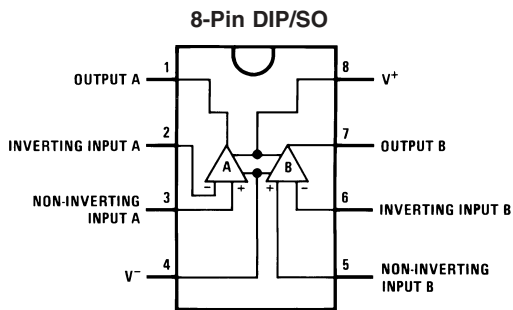 8-Pin DIP/SO
1
OUTPUT A
8
V+
2
INVERTING INPUT A
7
OUTPUT B
A
B
− + + −
3
NON-INVERTING
INPUT A
6
INVERTING INPUT B
4
V−
5
NON-INVERTING
INPUT B